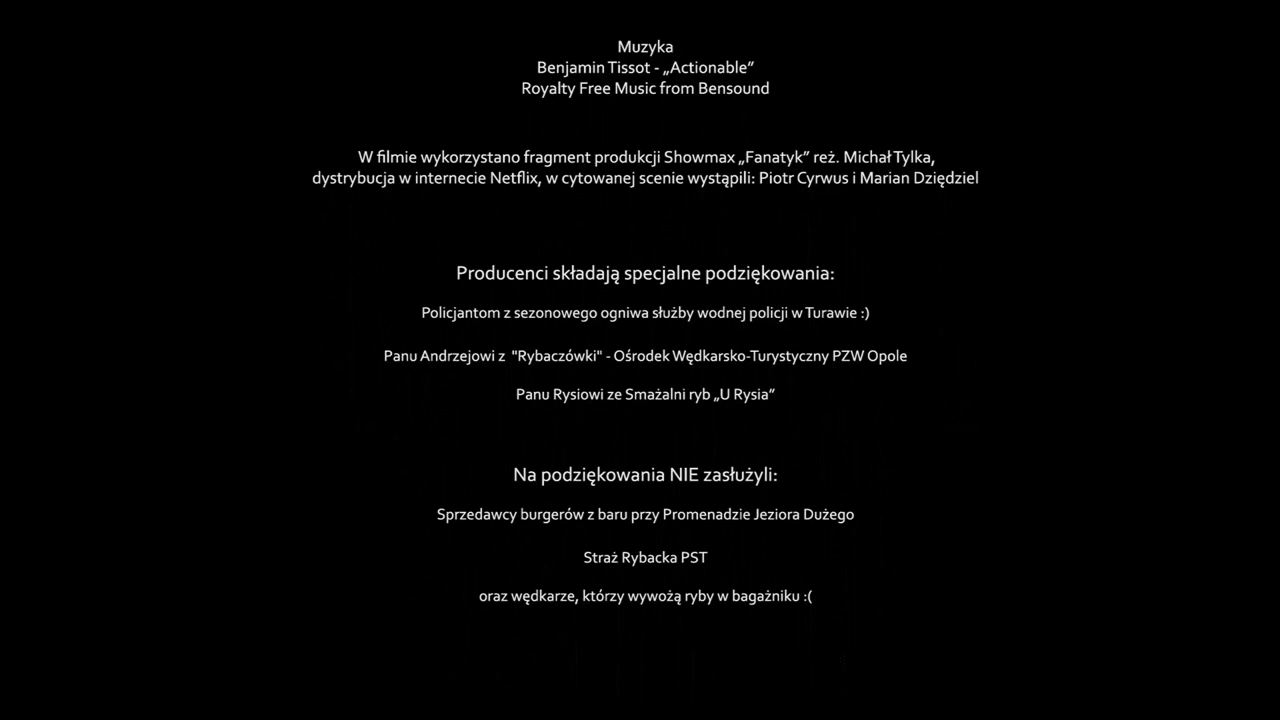 Muzyka
Benjamin Tissot - „Actionable”
Royalty Free Music from Bensound
W filmie wykorzystano fragment produkcji Showmax „Fanatyk” reż. Michał Tylka,
dystrybucja w internecie Netflix, w cytowanej scenie wystąpili: Piotr Cyrwus i Marian Dziędziel
Producenci składają specjalne podziękowania:
Policjantom z sezonowego ogniwa służby wodnej policji w Turawie :)
Panu Andrzejowi z "Rybaczówki" - Ośrodek Wędkarsko-Turystyczny PZW Opole
Panu Rysiowi ze Smażalni ryb „U Rysia”
Na podziękowania NIE zasłużyli:
Sprzedawcy burgerów z baru przy Promenadzie Jeziora Dużego
Straż Rybacka PST
oraz wędkarze, którzy wywożą ryby w bagażniku :(